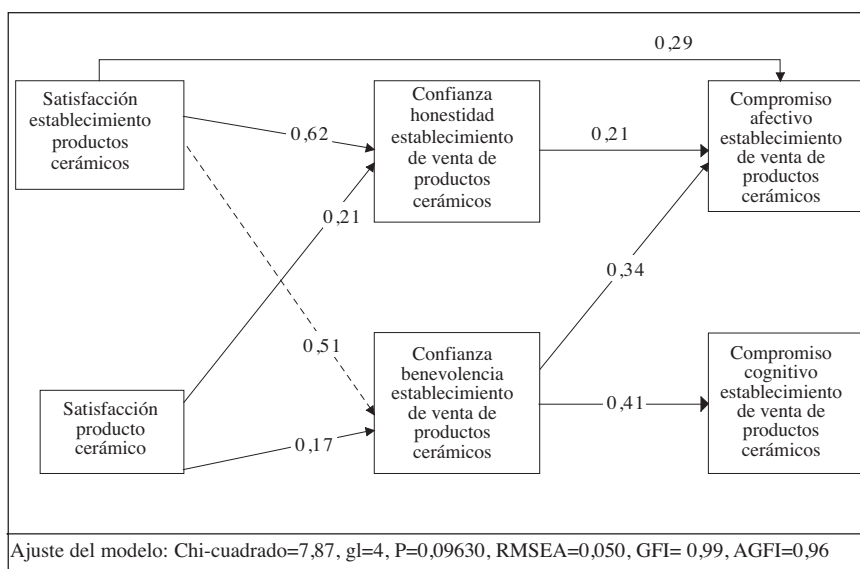 0,29
Satisfacción
establecimiento
productos
cerámicos
Confianza
honestidad
establecimiento
de venta de
productos
cerámicos
Compromiso
afectivo
establecimiento
de venta de
productos
cerámicos
0,62
0,21
0,21
0,34
0,51
Satisfacción
producto
cerámico
0,17
Confianza
benevolencia
establecimiento
de venta de
productos
cerámicos
0,41
Compromiso
cognitivo
establecimiento
de venta de
productos
cerámicos
Ajuste del modelo: Chi-cuadrado=7,87, gl=4, P=0,09630, RMSEA=0,050, GFI= 0,99, AGFI=0,96